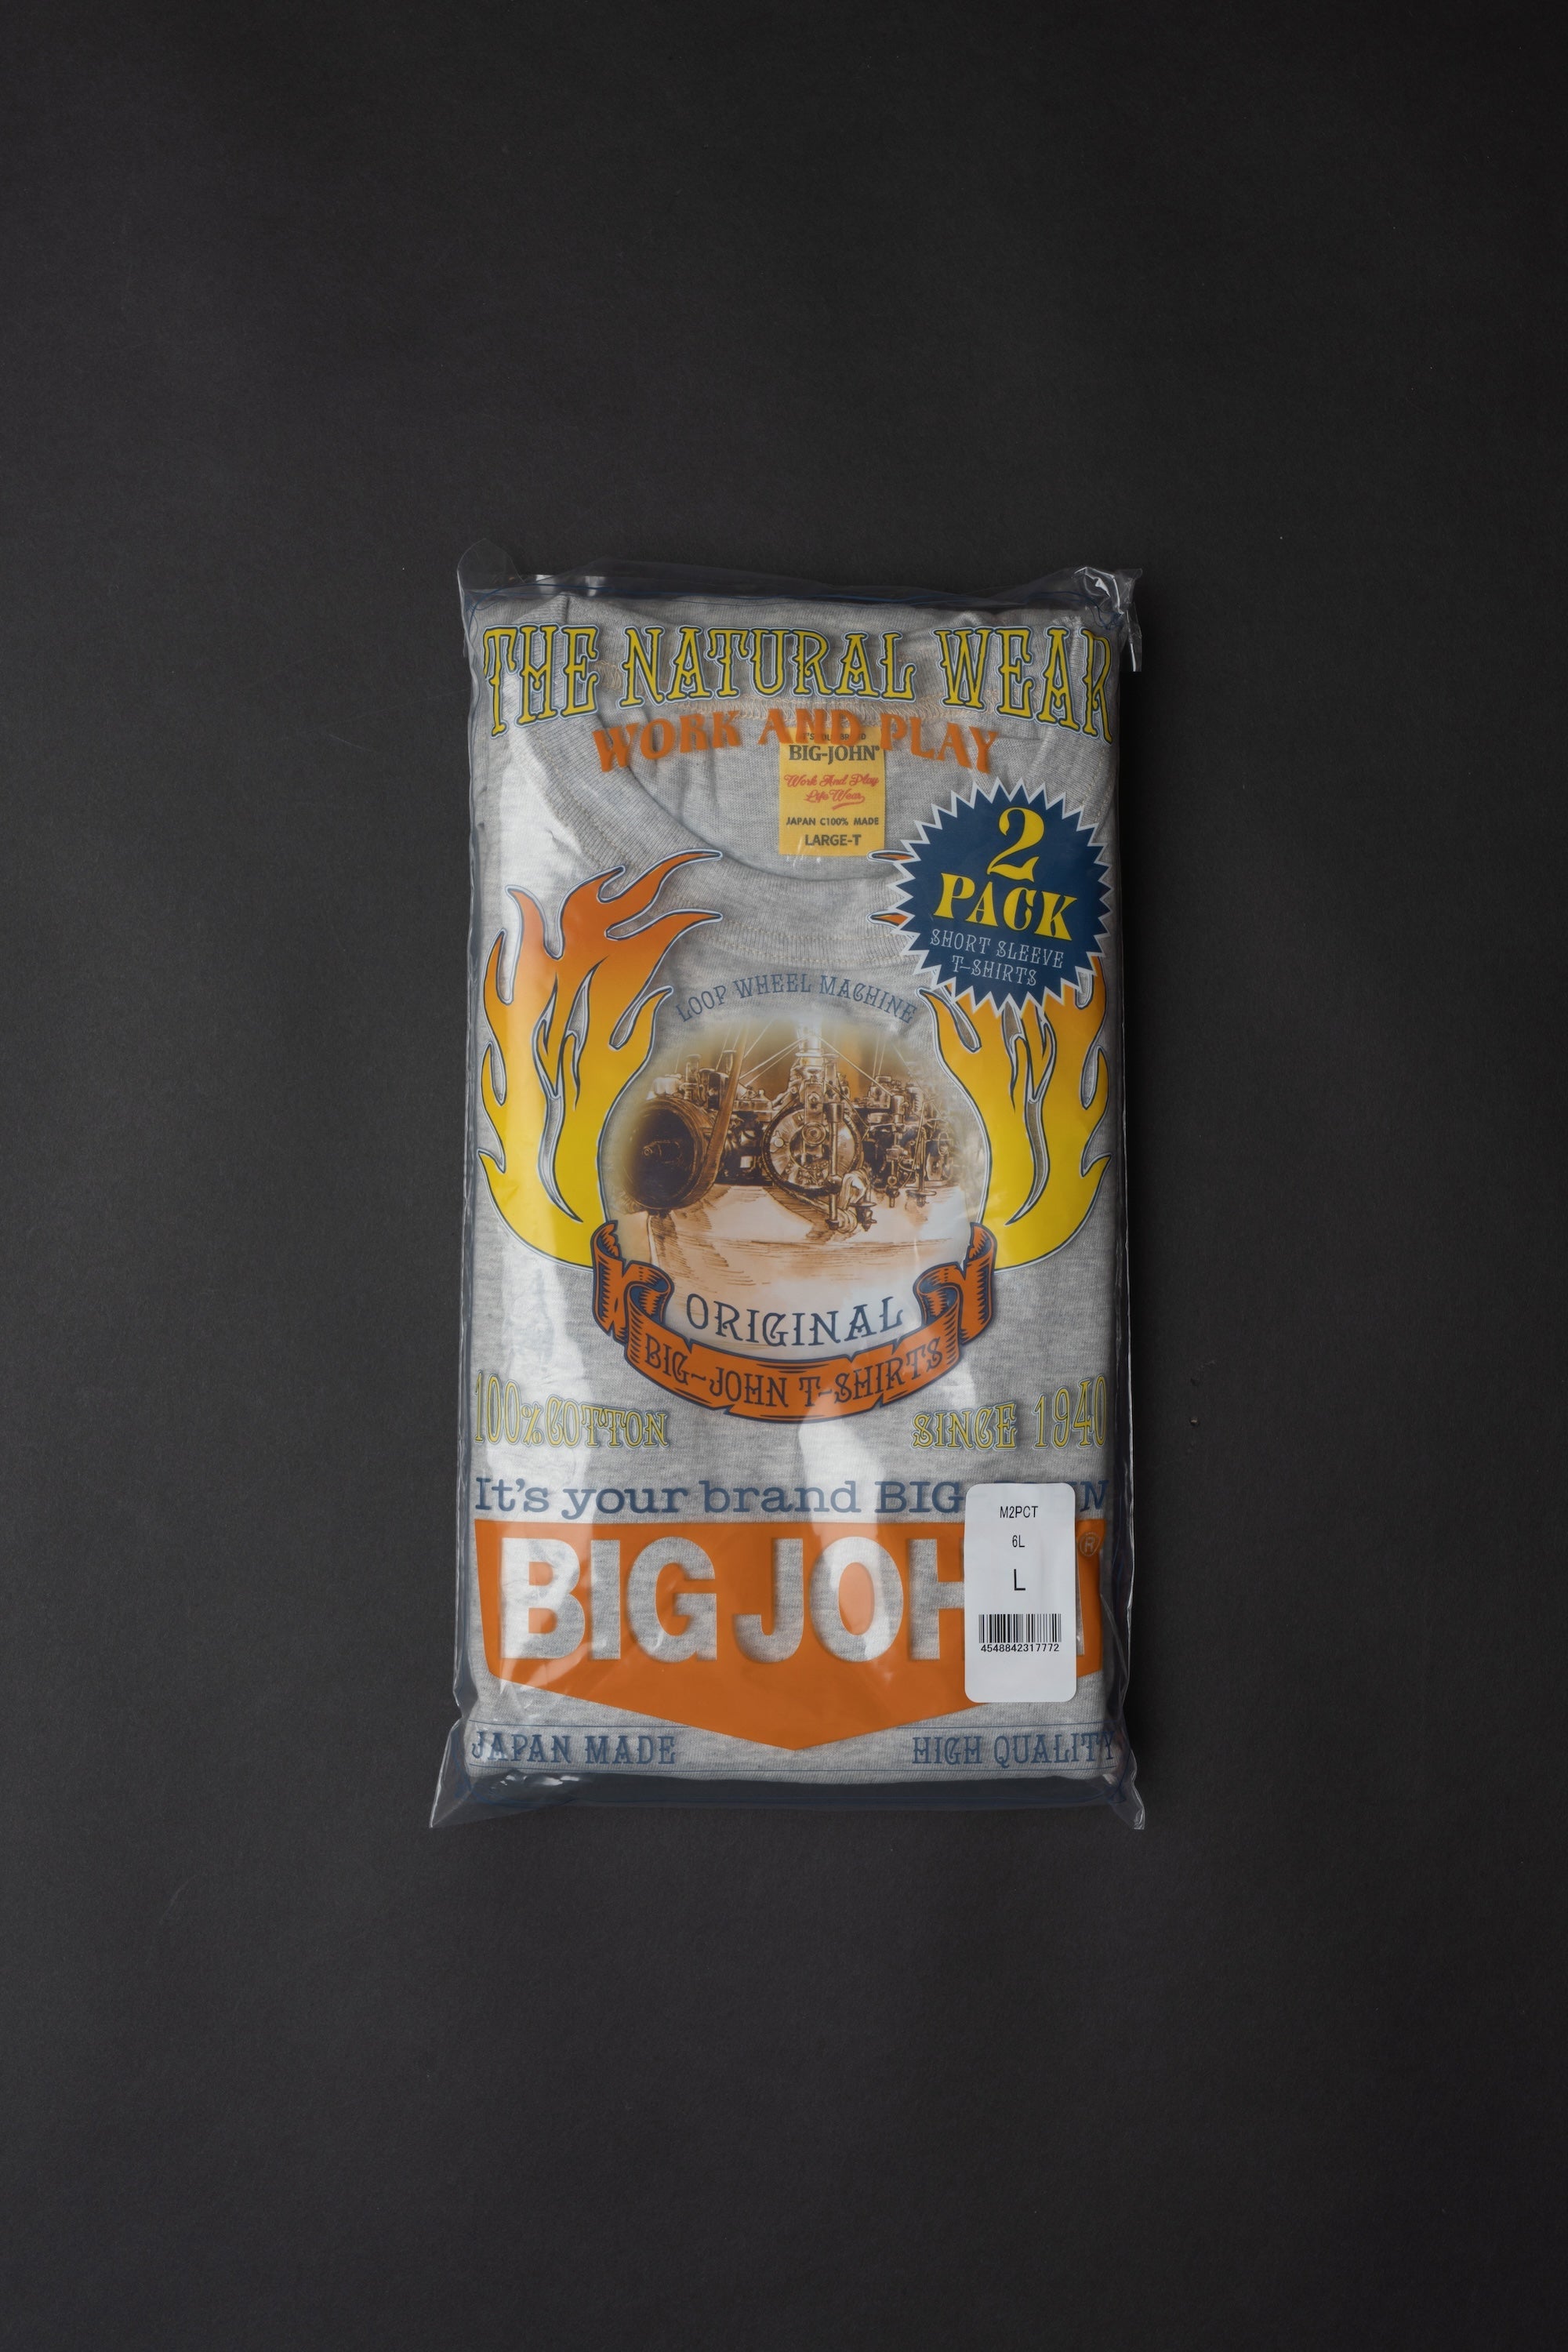 THE NATURAL WEAR
WORK AND PLAY
BIG-JOHN®
Work And Play
Life Wear
JAPAN C100% MADE
LARGE-T
2
PACK
SHORT SLEEVE
T-SHIRTS
LOOP WHEEL MACHINE
ORIGINAL
BIG-JOHN T-SHIRTS
100% COTTON
SINCE 1940
It's your brand BIG
BIG JOH
®
M2PCT
6L
L
4548842317772
JAPAN MADE
HIGH QUALITY